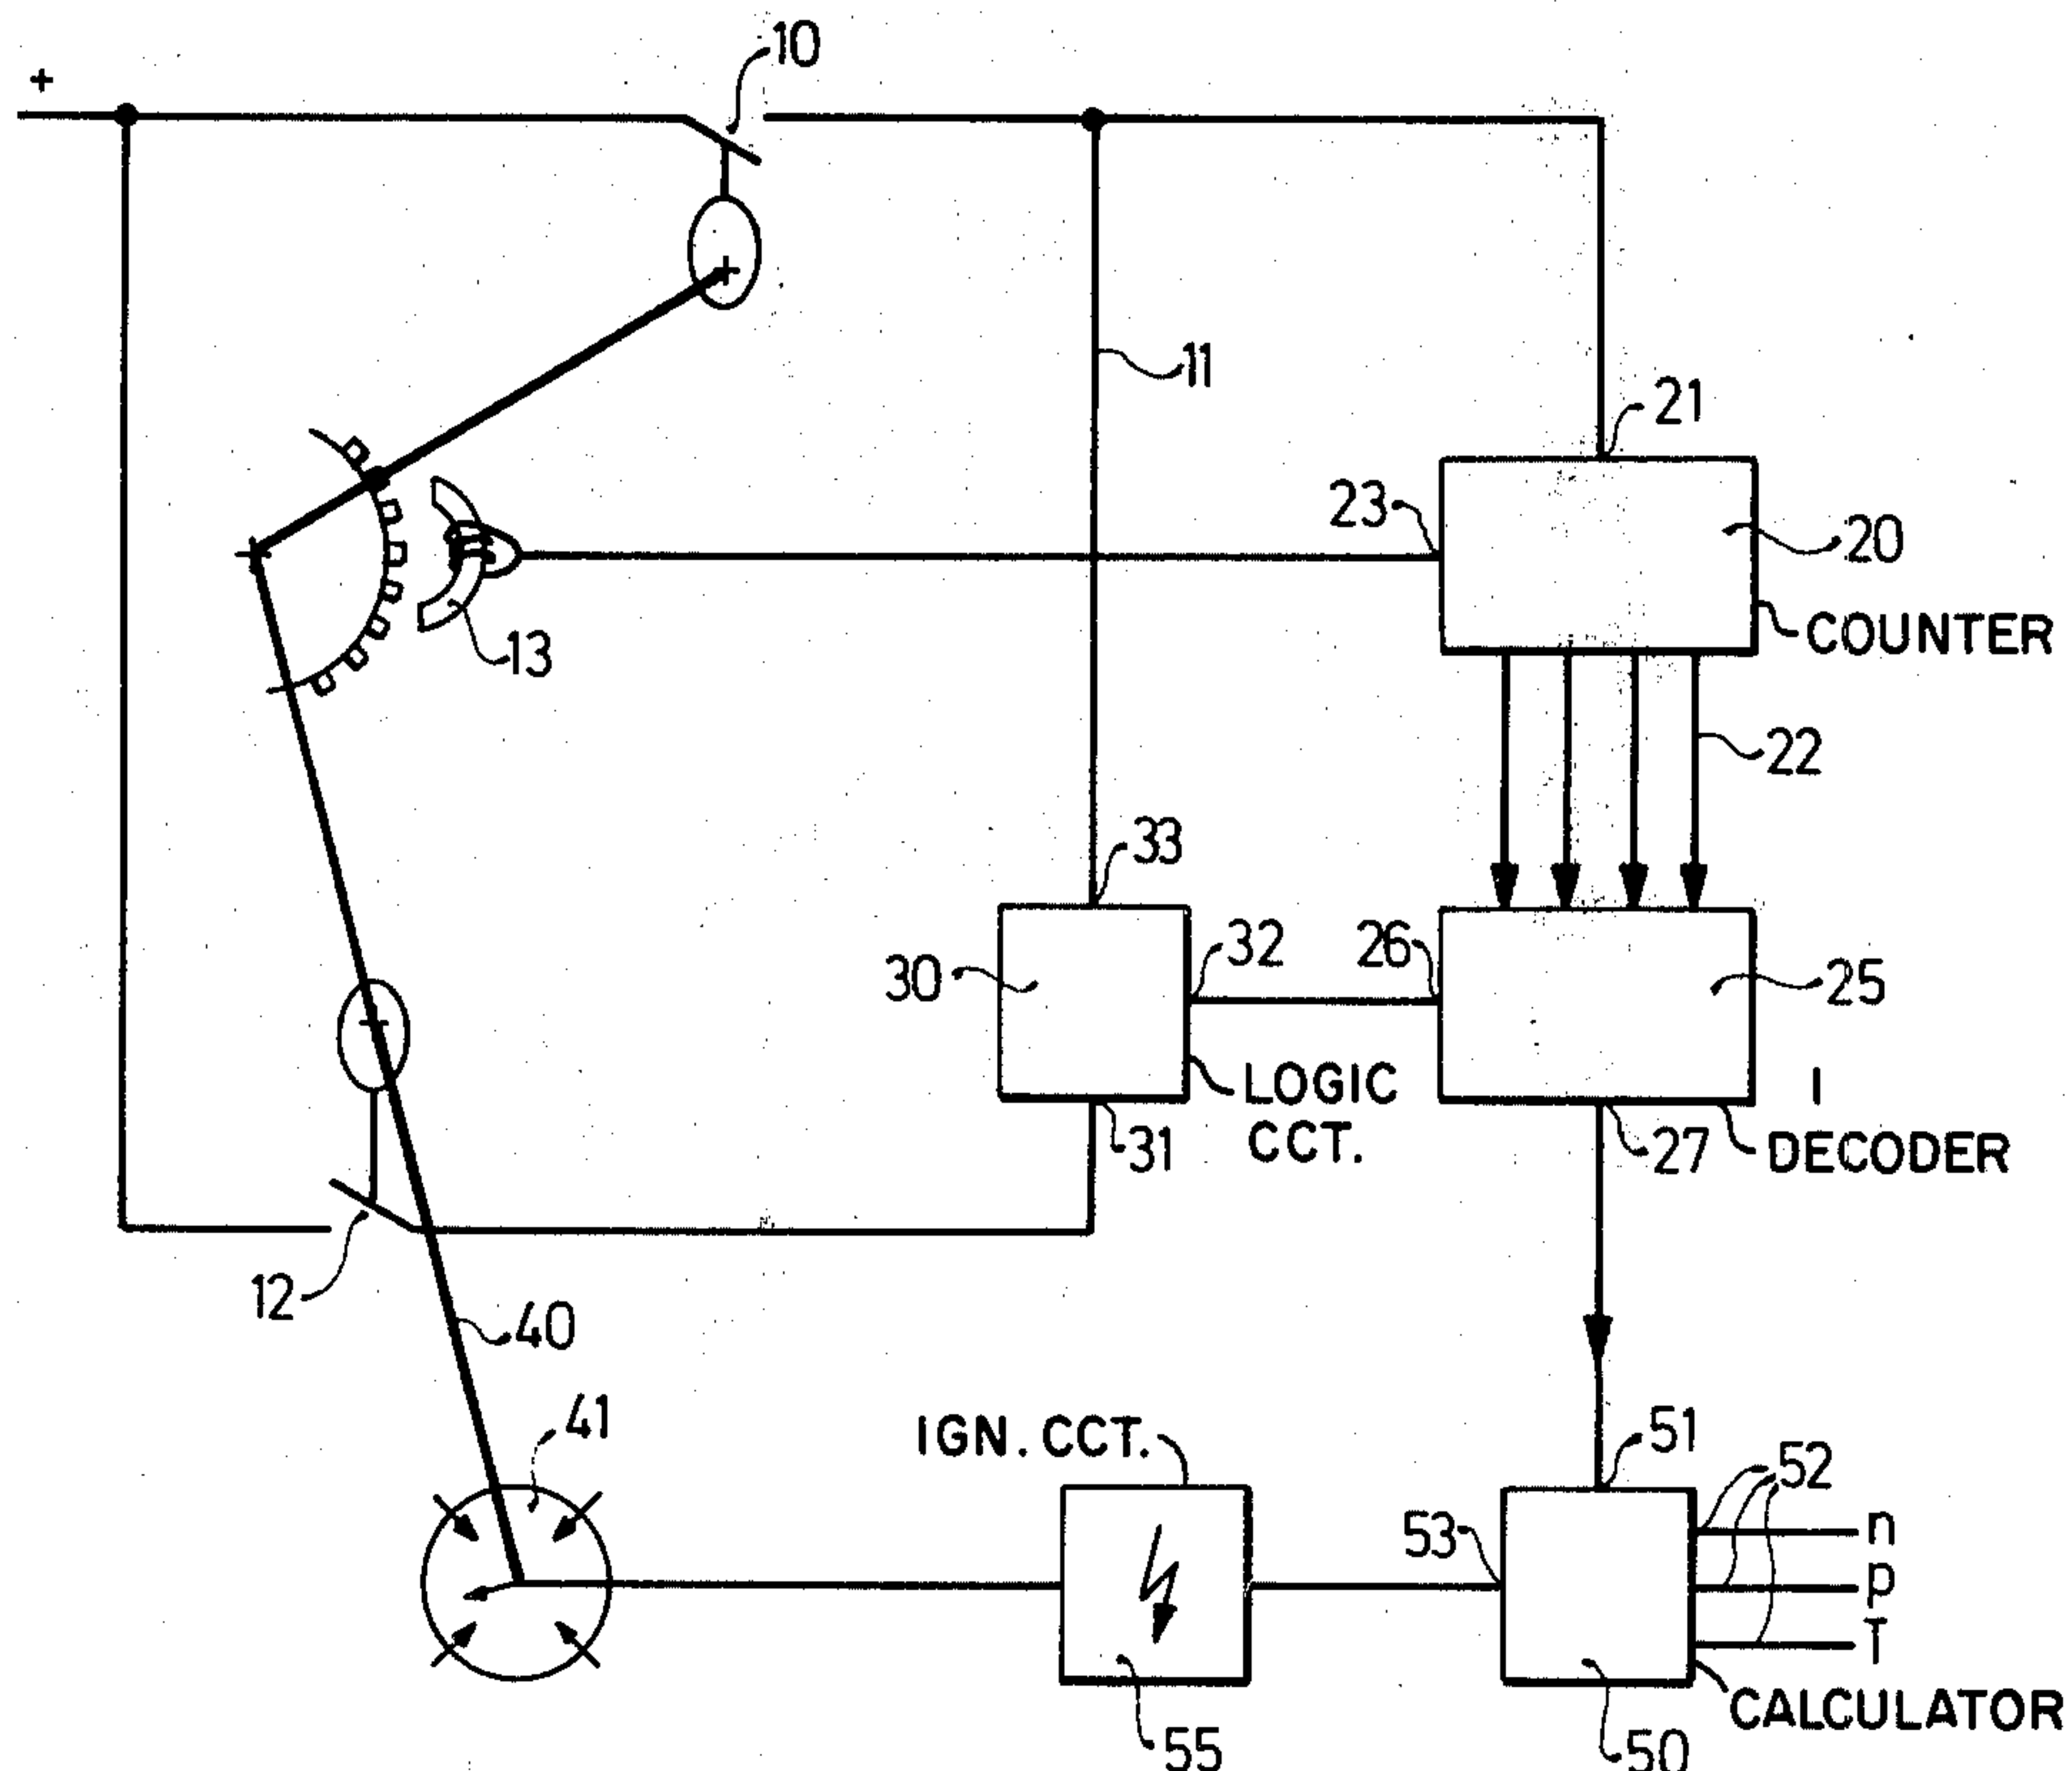 +
10
11
21
23
20
COUNTER
13
22
33
30
32
26
25
LOGIC
CCT.
31
27
DECODER
12
40
41
IGN. CCT.
51
52
53
n
p
T
CALCULATOR
55
50